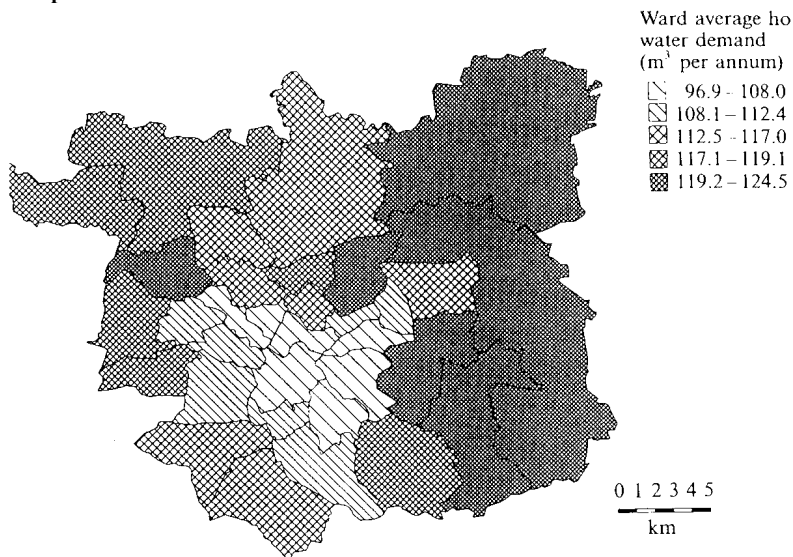 Ward average ho
water demand
(m³ per annum)
96.9 – 108.0
108.1 – 112.4
112.5 – 117.0
117.1 – 119.1
119.2 – 124.5
0 1 2 3 4 5
km